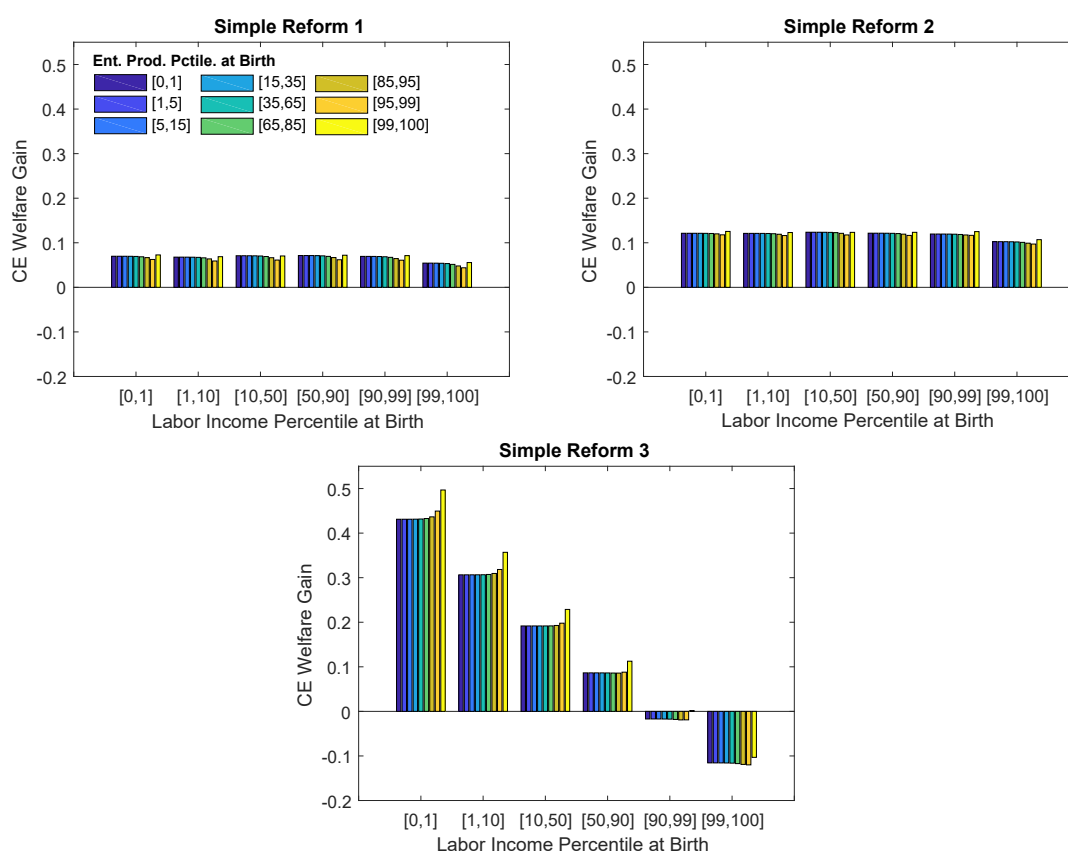 Simple Reform 1
0.5
0.4
0.3
0.2
0.1
0
-0.1
-0.2
CE Welfare Gain
Ent. Prod. Pctile. at Birth
[0,1] [15,35] [85,95]
[1,5] [35,65] [95,99]
[5,15] [65,85] [99,100]
[0,1] [1,10] [10,50] [50,90] [90,99] [99,100]
Labor Income Percentile at Birth
Simple Reform 2
0.5
0.4
0.3
0.2
0.1
0
-0.1
-0.2
CE Welfare Gain
[0,1] [1,10] [10,50] [50,90] [90,99] [99,100]
Labor Income Percentile at Birth
Simple Reform 3
0.5
0.4
0.3
0.2
0.1
0
-0.1
-0.2
CE Welfare Gain
[0,1] [1,10] [10,50] [50,90] [90,99] [99,100]
Labor Income Percentile at Birth